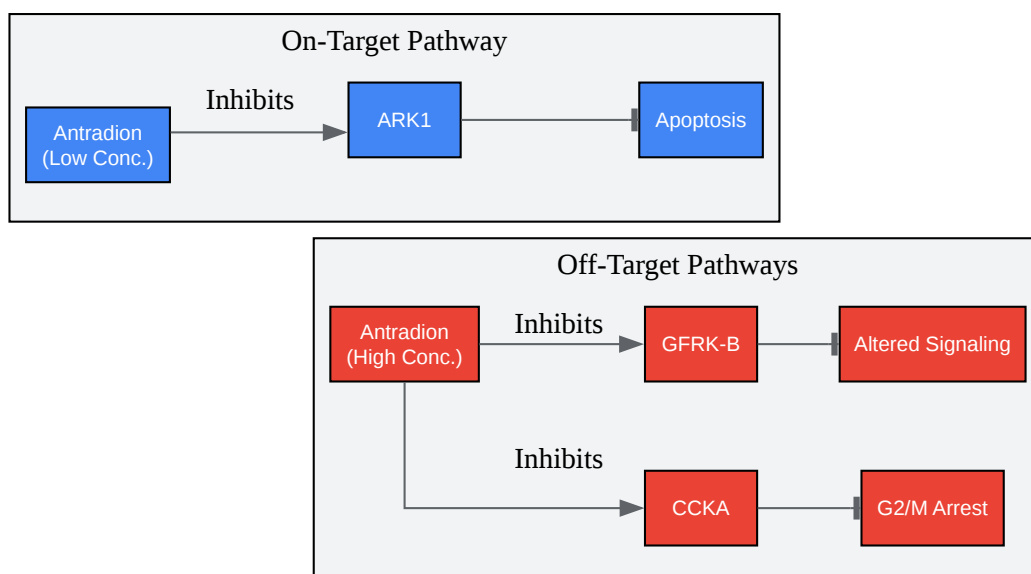 On-Target Pathway
Inhibits
Antradion
(Low Conc.)
ARK1
Apoptosis
Off-Target Pathways
Inhibits
Antradion
(High Conc.)
GFRK-B
Altered Signaling
Inhibits
CCKA
G2/M Arrest